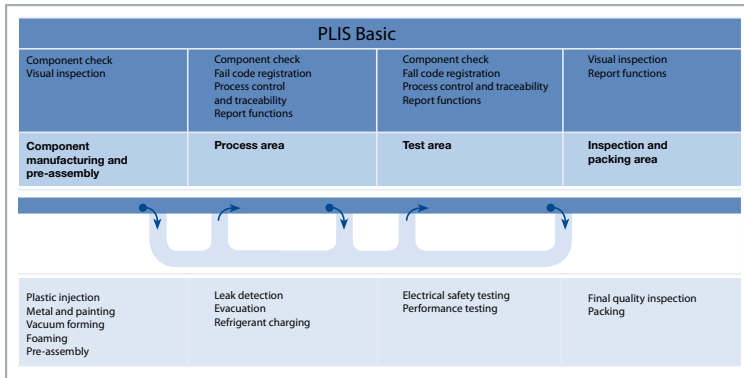 PLIS Basic
Component check
Visual inspection
Component check
Fail code registration
Process control
and traceability
Report functions
Component check
Fall code registration
Process control and traceability
Report functions
Visual inspection
Report functions
Component
manufacturing and
pre-assembly
Process area
Test area
Inspection and
packing area
Plastic injection
Metal and painting
Vacuum forming
Foaming
Pre-assembly
Leak detection
Evacuation
Refrigerant charging
Electrical safety testing
Performance testing
Final quality inspection
Packing